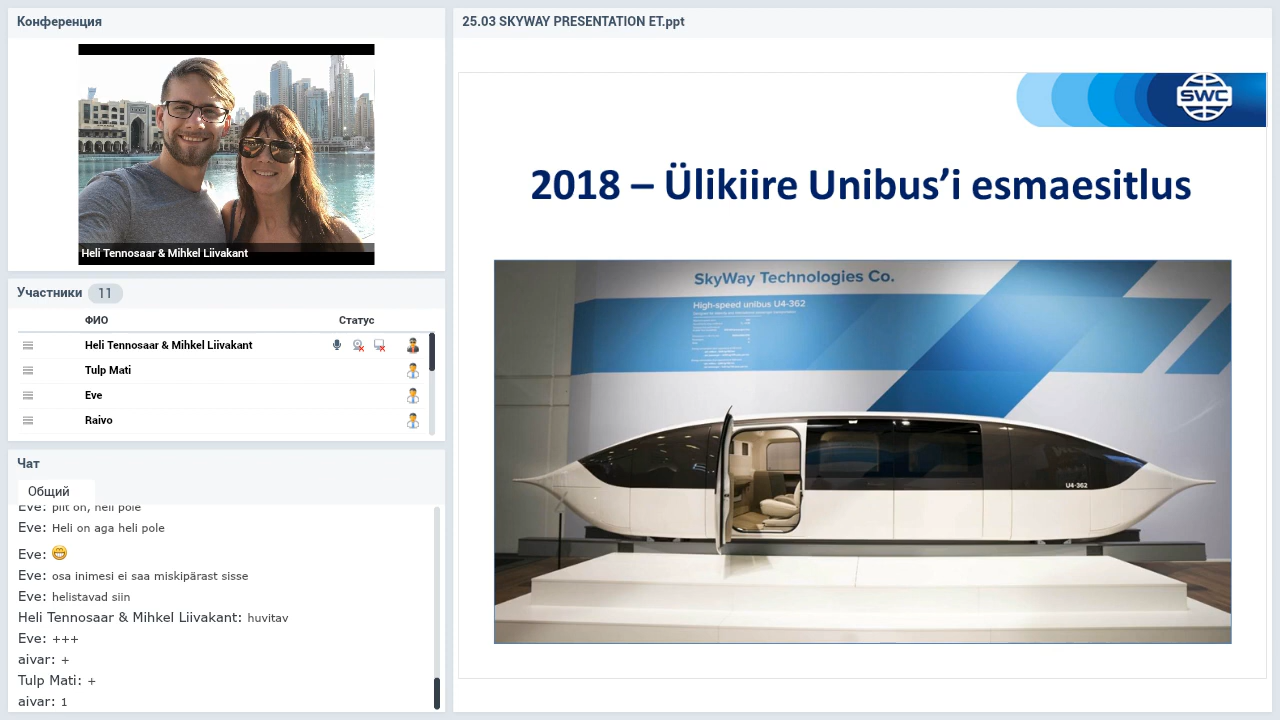 Конференция
Heli Tennosaar & Mihkel Liivakant
Участники 11
ФИО Статус
Heli Tennosaar & Mihkel Liivakant
Tulp Mati
Eve
Raivo
Чат
Общий
Eve: pilt on, heli pole
Eve: Heli on aga heli pole
Eve:
Eve: osa inimesi ei saa miskipärast sisse
Eve: helistavad siin
Heli Tennosaar & Mihkel Liivakant: huvitav
Eve: +++
aivar: +
Tulp Mati: +
aivar: 1
25.03 SKYWAY PRESENTATION ET.ppt
SWC
2018 – Ülikiire Unibus’i esmaesitlus
SkyWay Technologies Co.
High-speed unibus U4-362
U4-362